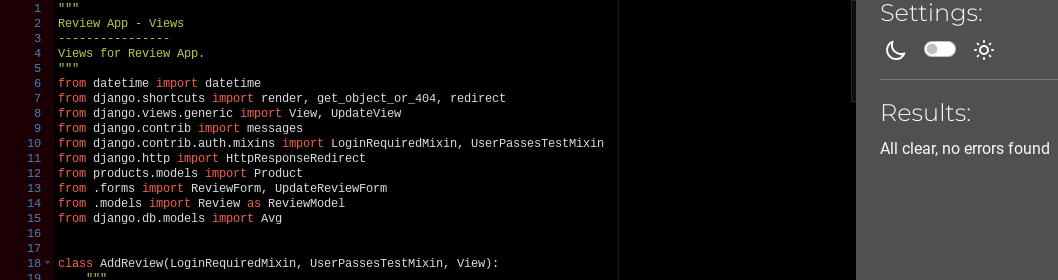 1 """
2 Review App - Views
3 ----------------
4 Views for Review App.
5 """
6 from datetime import datetime
7 from django.shortcuts import render, get_object_or_404, redirect
8 from django.views.generic import View, UpdateView
9 from django.contrib import messages
10 from django.contrib.auth.mixins import LoginRequiredMixin, UserPassesTestMixin
11 from django.http import HttpResponseRedirect
12 from products.models import Product
13 from .forms import ReviewForm, UpdateReviewForm
14 from .models import Review as ReviewModel
15 from django.db.models import Avg
16
17
18 class AddReview(LoginRequiredMixin, UserPassesTestMixin, View):
19 """
Settings:
Results:
All clear, no errors found